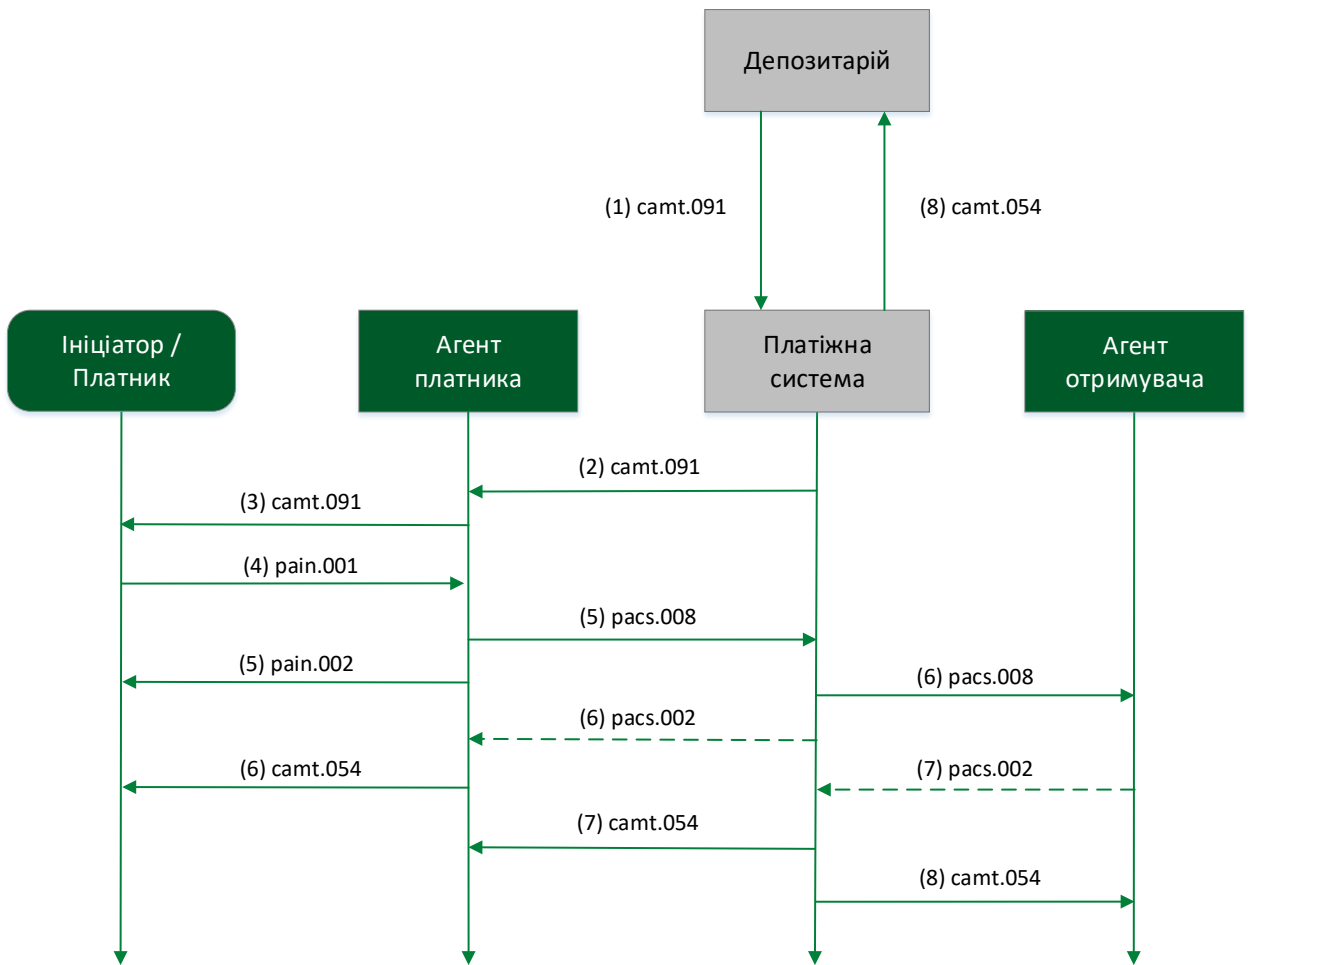 Депозитарій
(1) camt.091
(8) camt.054
Ініціатор /
Платник
Агент
платника
Платіжна
система
Агент
отримувача
(2) camt.091
(3) camt.091
(4) pain.001
(5) pacs.008
(5) pain.002
(6) pacs.008
(6) pacs.002
(6) camt.054
(7) pacs.002
(7) camt.054
(8) camt.054